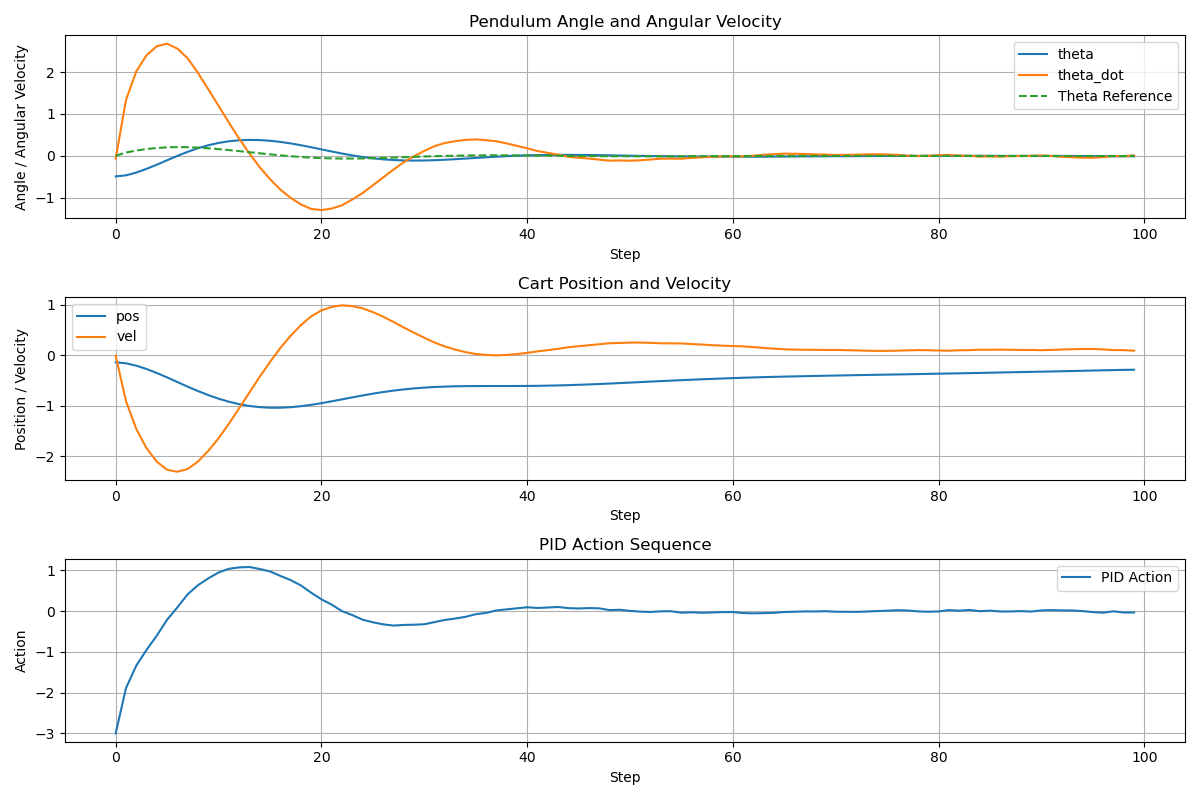 Pendulum Angle and Angular Velocity
Angle / Angular Velocity
2
1
0
−1
theta
theta_dot
Theta Reference
0
20
40
60
80
100
Step
Cart Position and Velocity
Position / Velocity
1
0
−1
−2
pos
vel
0
20
40
60
80
100
Step
PID Action Sequence
Action
1
0
−1
−2
−3
PID Action
0
20
40
60
80
100
Step